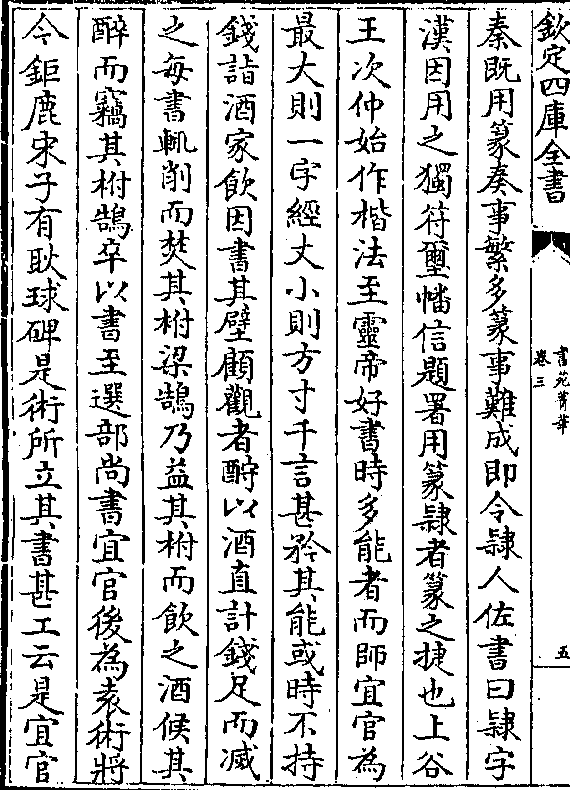 欽定四庫全書
書苑菁華
卷三
五
秦既用篆奏事繁多篆事難成即令隷人佐書曰隷字
漢因用之獨符璽幡信題署用篆隷者篆之捷也上谷
王次仲始作楷法至靈帝好書時多能者而師宜官為
最大則一字經丈小則方寸千言甚矜其能或時不持
錢詣酒家飲因書其壁顧觀者酧以酒直計錢足而滅
之每書輒削而焚其柎梁鵠乃益其柎而飲之酒候其
醉而竊其柎鵠卒以書至選部尚書宜官後為袁術將
今鉅鹿宋子有耿球碑是術所立其書甚工云是宜官